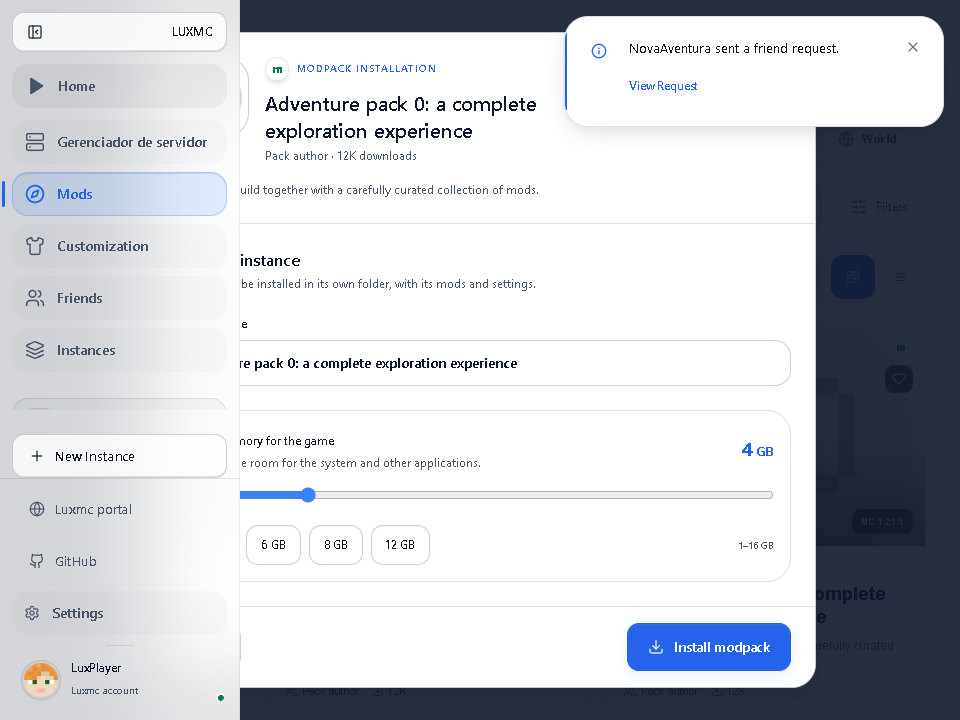 LUXMC
Home
Gerenciador de servidor
Mods
Customization
Friends
Instances
New Instance
Luxmc portal
GitHub
Settings
LuxPlayer
Luxmc account
m MODPACK INSTALLATION
Adventure pack 0: a complete
exploration experience
Pack author · 12K downloads
uild together with a carefully curated collection of mods.
instance
be installed in its own folder, with its mods and settings.
e
re pack 0: a complete exploration experience
mory for the game
e room for the system and other applications.
4 GB
6 GB
8 GB
12 GB
1–16 GB
Install modpack
NovaAventura sent a friend request.
View Request
World
Filters
m
MC 1.21.1
omplete
e
refully curated
Pack author 12K
Pack author 12K